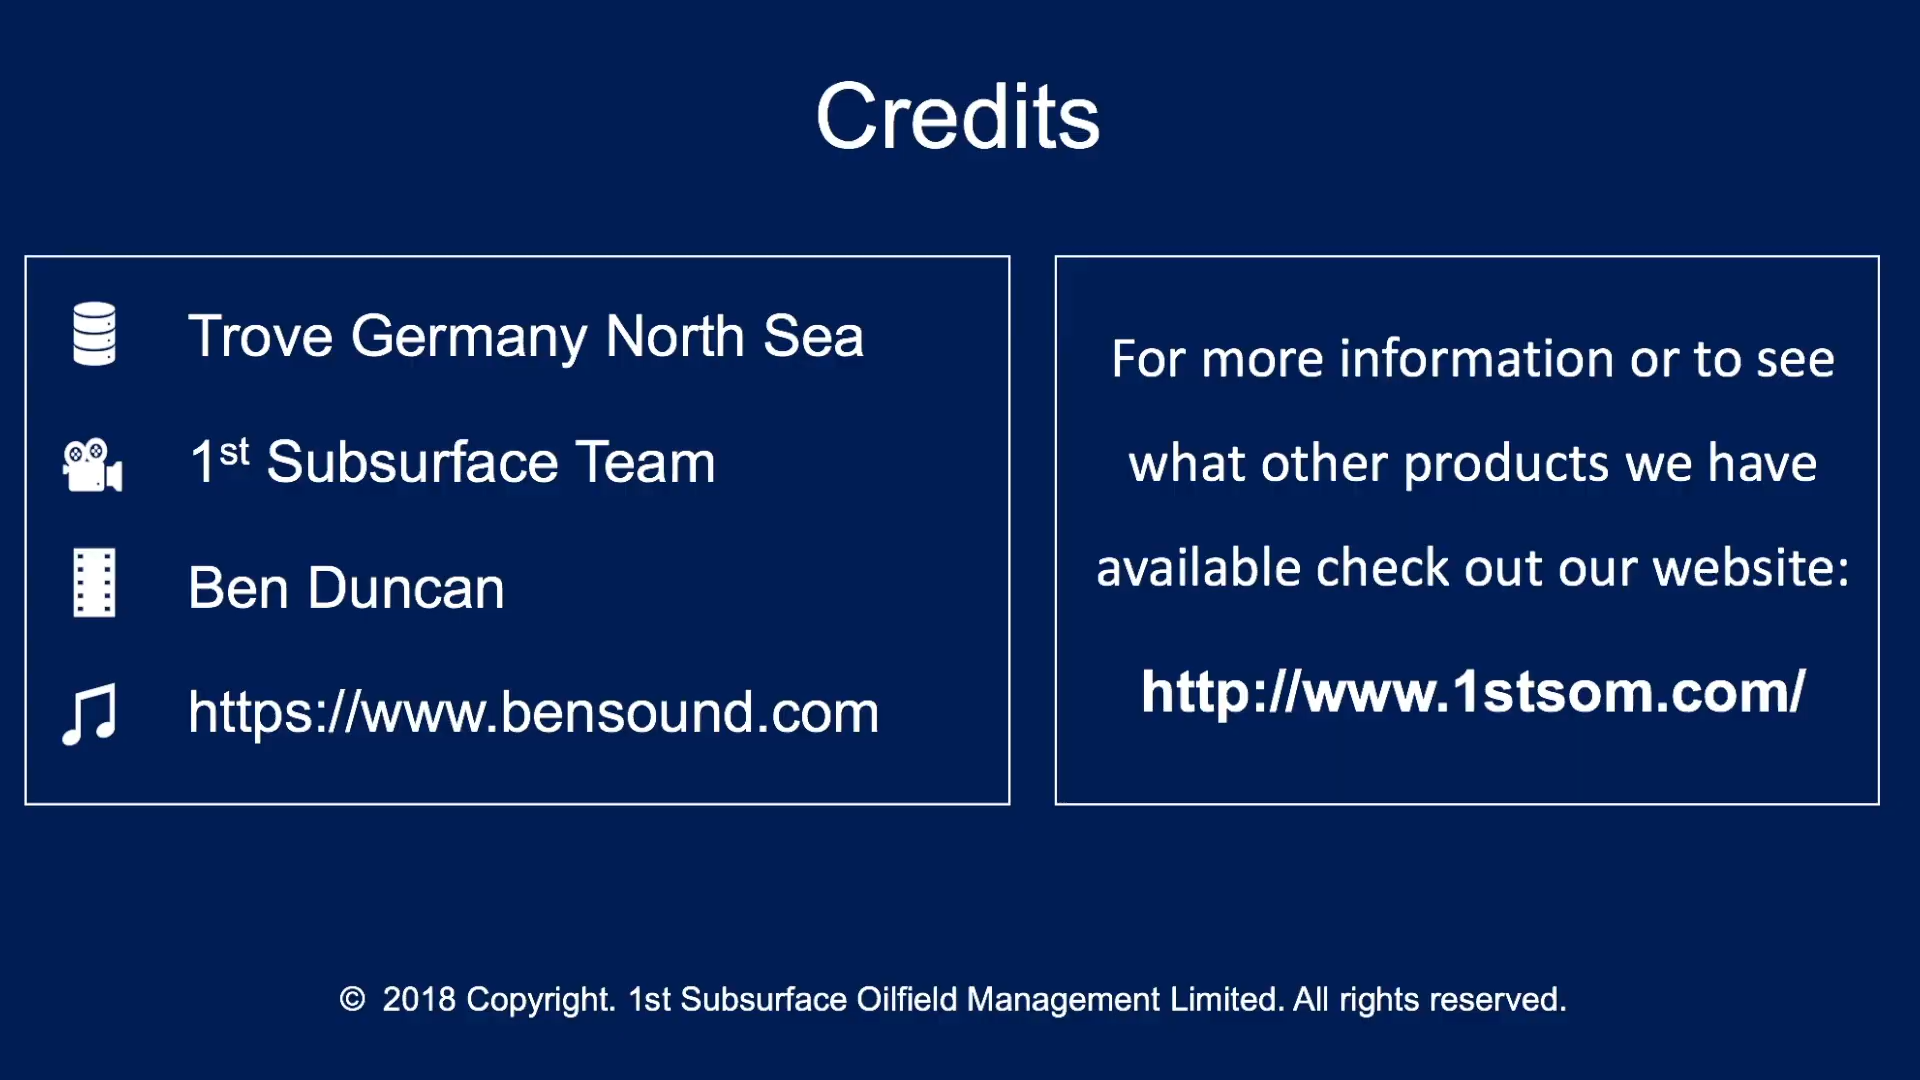 Credits
Trove Germany North Sea
1st Subsurface Team
Ben Duncan
https://www.bensound.com
For more information or to see
what other products we have
available check out our website:
http://www.1stsom.com/
© 2018 Copyright. 1st Subsurface Oilfield Management Limited. All rights reserved.